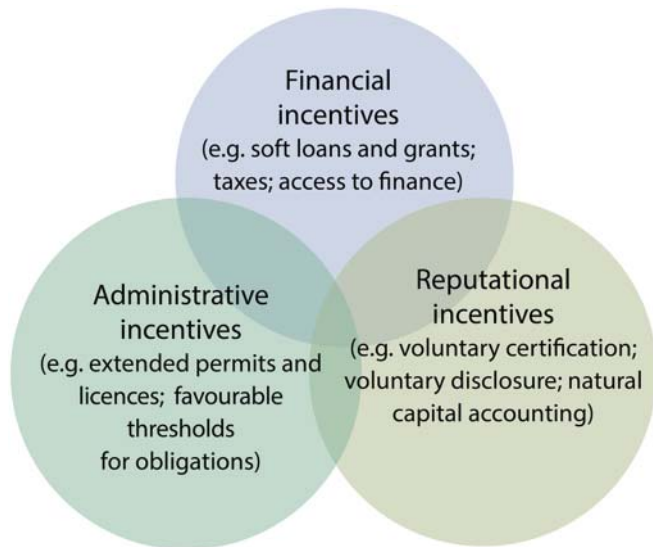 Financial
incentives
(e.g. soft loans and grants;
taxes; access to finance)
Administrative
incentives
(e.g. extended permits and
licences; favourable
thresholds
for obligations)
Reputational
incentives
(e.g. voluntary certification;
voluntary disclosure; natural
capital accounting)